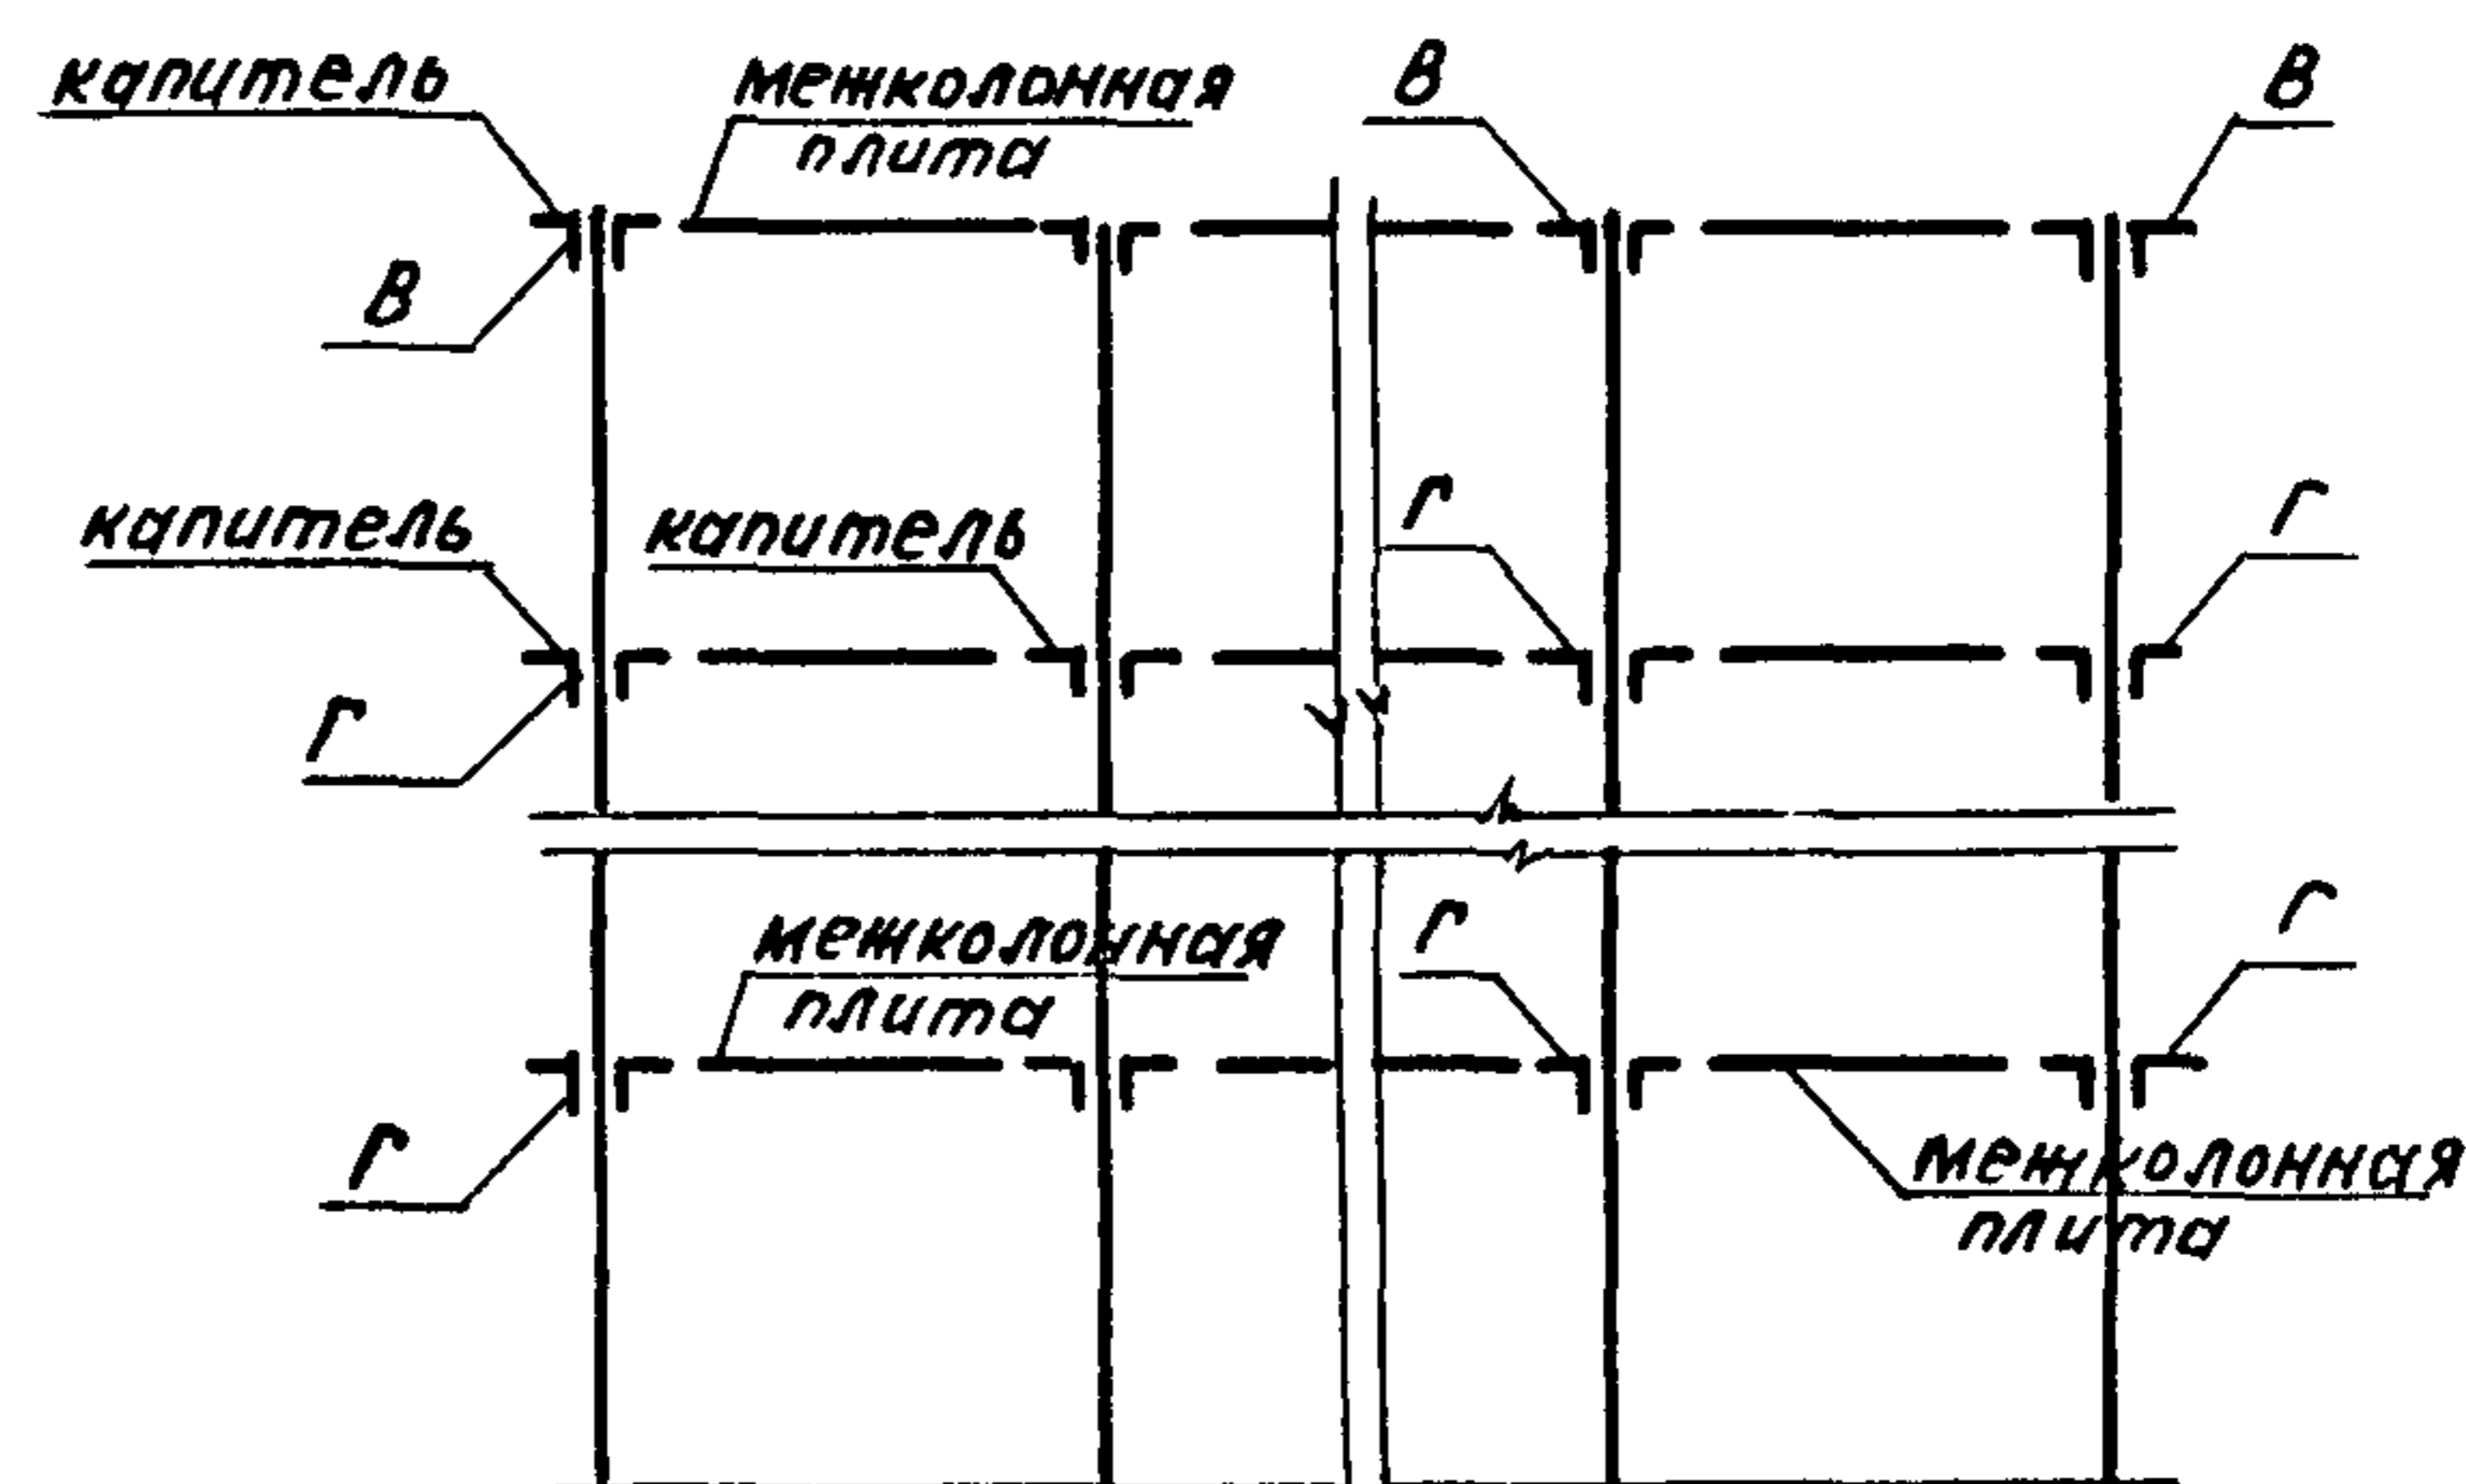 капитель
межколонная
плита
В
В
В
капитель
капитель
Г
Г
Г
межколонная
плита
Г
Г
Г
межколонная
плита